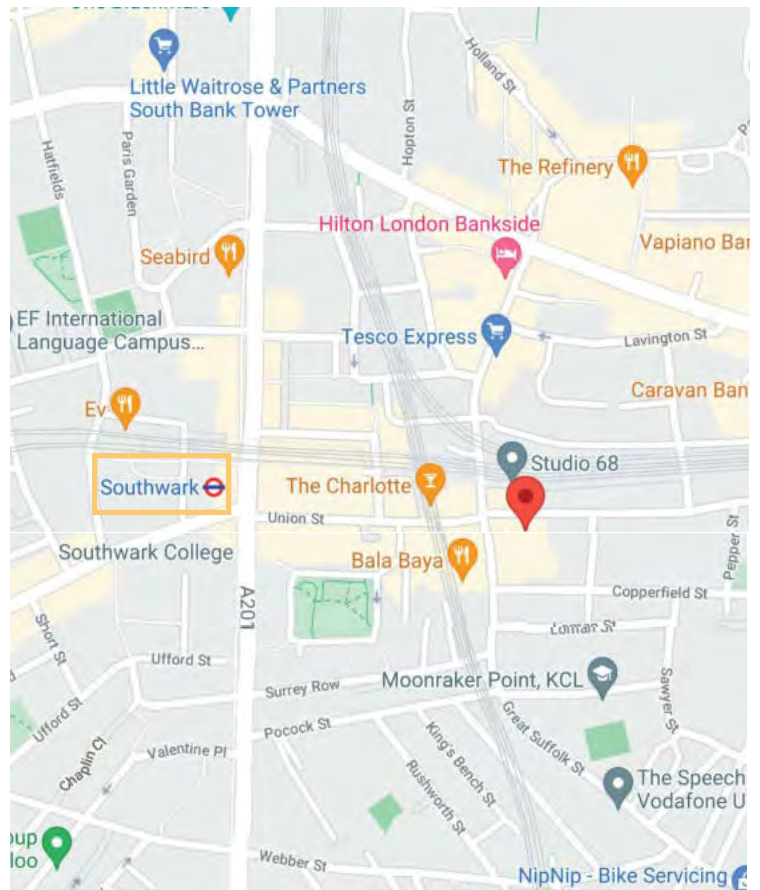 Little Waitrose & Partners
South Bank Tower
Holland St
Hopton St
Paris Garden
Hatfields
The Refinery
Hilton London Bankside
Vapiano Bar
Seabird
EF International
Language Campus...
Tesco Express
Lavington St
Caravan Ban
Ev
Studio 68
Southwark
The Charlotte
Union St
Southwark College
Bala Baya
Pepper St
A201
Copperfield St
Loman St
Short St
Ufford St
Moonraker Point, KCL
Surrey Row
Sawyer St
Ufford St
Pocock St
Great Suffolk St
King's Bench St
Valentine Pl
Chaplin Cl
Rushworth St
The Speech
Vodafone U
oup
loo
Webber St
NipNip - Bike Servicing